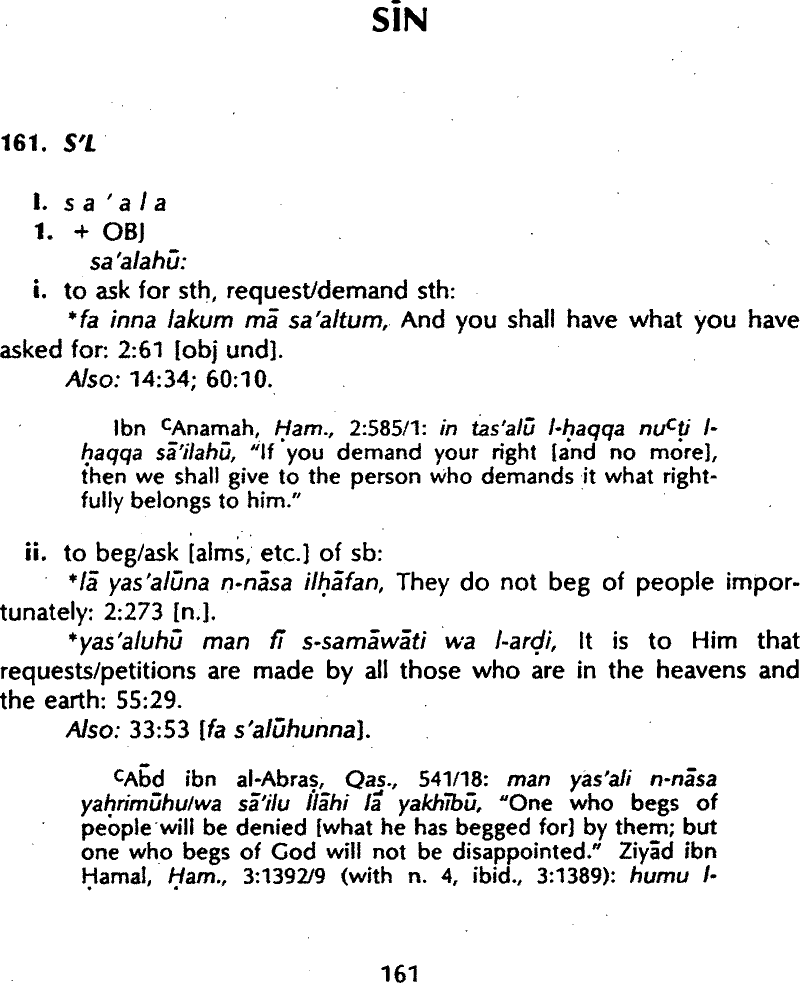 SĪN
161. S'L
I. s a ' a l a
1. + OBJ
sa'alahū:
i. to ask for sth, request/demand sth:
*fa inna lakum mā sa'altum, And you shall have what you have
asked for: 2:61 [obj und].
Also: 14:34; 60:10.
Ibn ᶜAnamah, Ḥam., 2:585/1: in tas'alū l-ḥaqqa nuᶜṭi l-
ḥaqqa sā'ilahū, "If you demand your right [and no more],
then we shall give to the person who demands it what right-
fully belongs to him."
ii. to beg/ask [alms, etc.] of sb:
*lā yas'alūna n-nāsa ilḥāfan, They do not beg of people impor-
tunately: 2:273 [n.].
*yas'aluhū man fī s-samāwāti wa l-arḍi, It is to Him that
requests/petitions are made by all those who are in the heavens and
the earth: 55:29.
Also: 33:53 [fa s'alūhunna].
ᶜAbd ibn al-Abraṣ, Qaṣ., 541/18: man yas'ali n-nāsa
yaḥrimūhu/wa sā'ilu llāhi lā yakhībū, "One who begs of
people will be denied [what he has begged for] by them; but
one who begs of God will not be disappointed." Ziyād ibn
Ḥamal, Ḥam., 3:1392/9 (with n. 4, ibid., 3:1389): humu l-
161